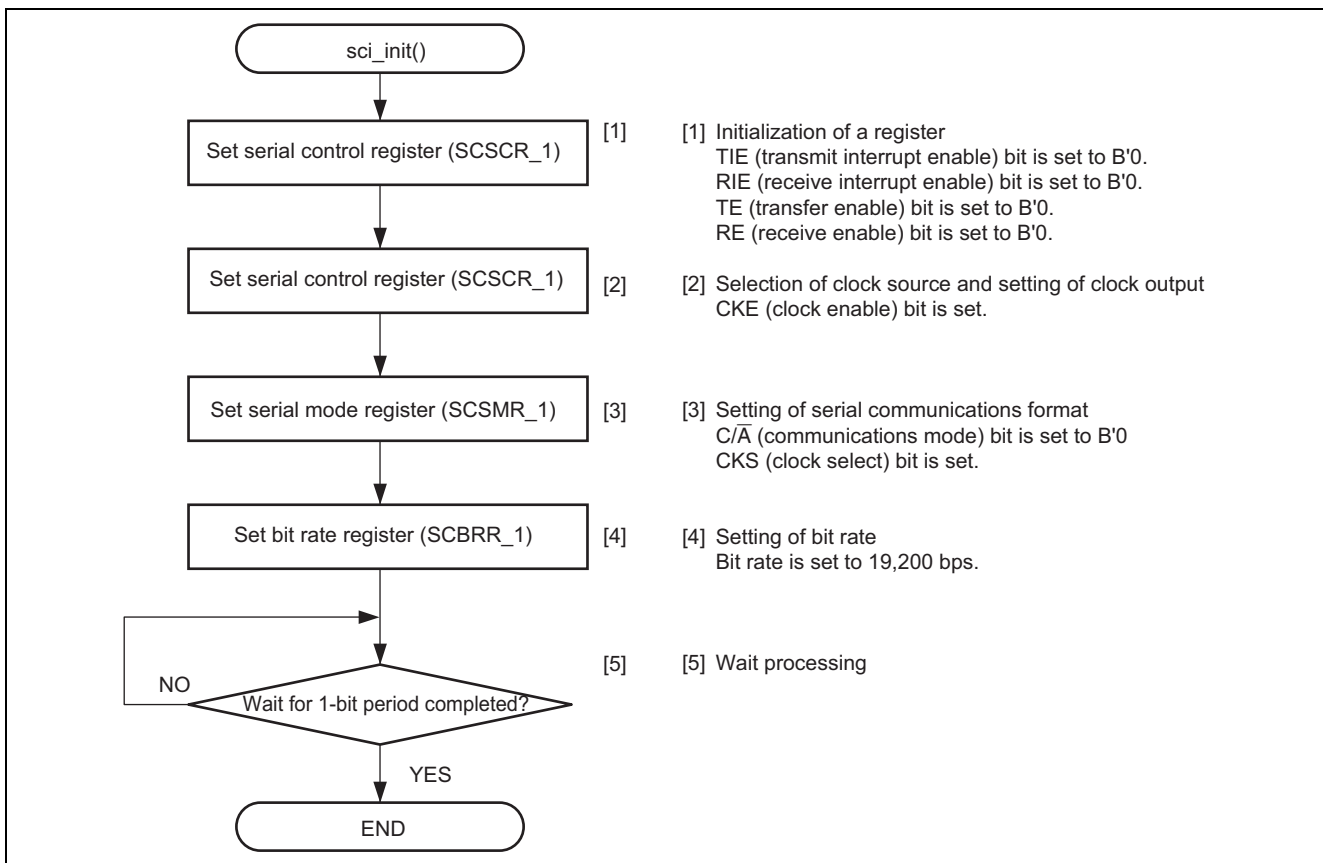 sci_init()
Set serial control register (SCSCR_1)
[1]
[1] Initialization of a register
TIE (transmit interrupt enable) bit is set to B'0.
RIE (receive interrupt enable) bit is set to B'0.
TE (transfer enable) bit is set to B'0.
RE (receive enable) bit is set to B'0.
Set serial control register (SCSCR_1)
[2]
[2] Selection of clock source and setting of clock output
CKE (clock enable) bit is set.
Set serial mode register (SCSMR_1)
[3]
[3] Setting of serial communications format
C/A̅ (communications mode) bit is set to B'0
CKS (clock select) bit is set.
Set bit rate register (SCBRR_1)
[4]
[4] Setting of bit rate
Bit rate is set to 19,200 bps.
[5]
[5] Wait processing
NO
Wait for 1-bit period completed?
YES
END